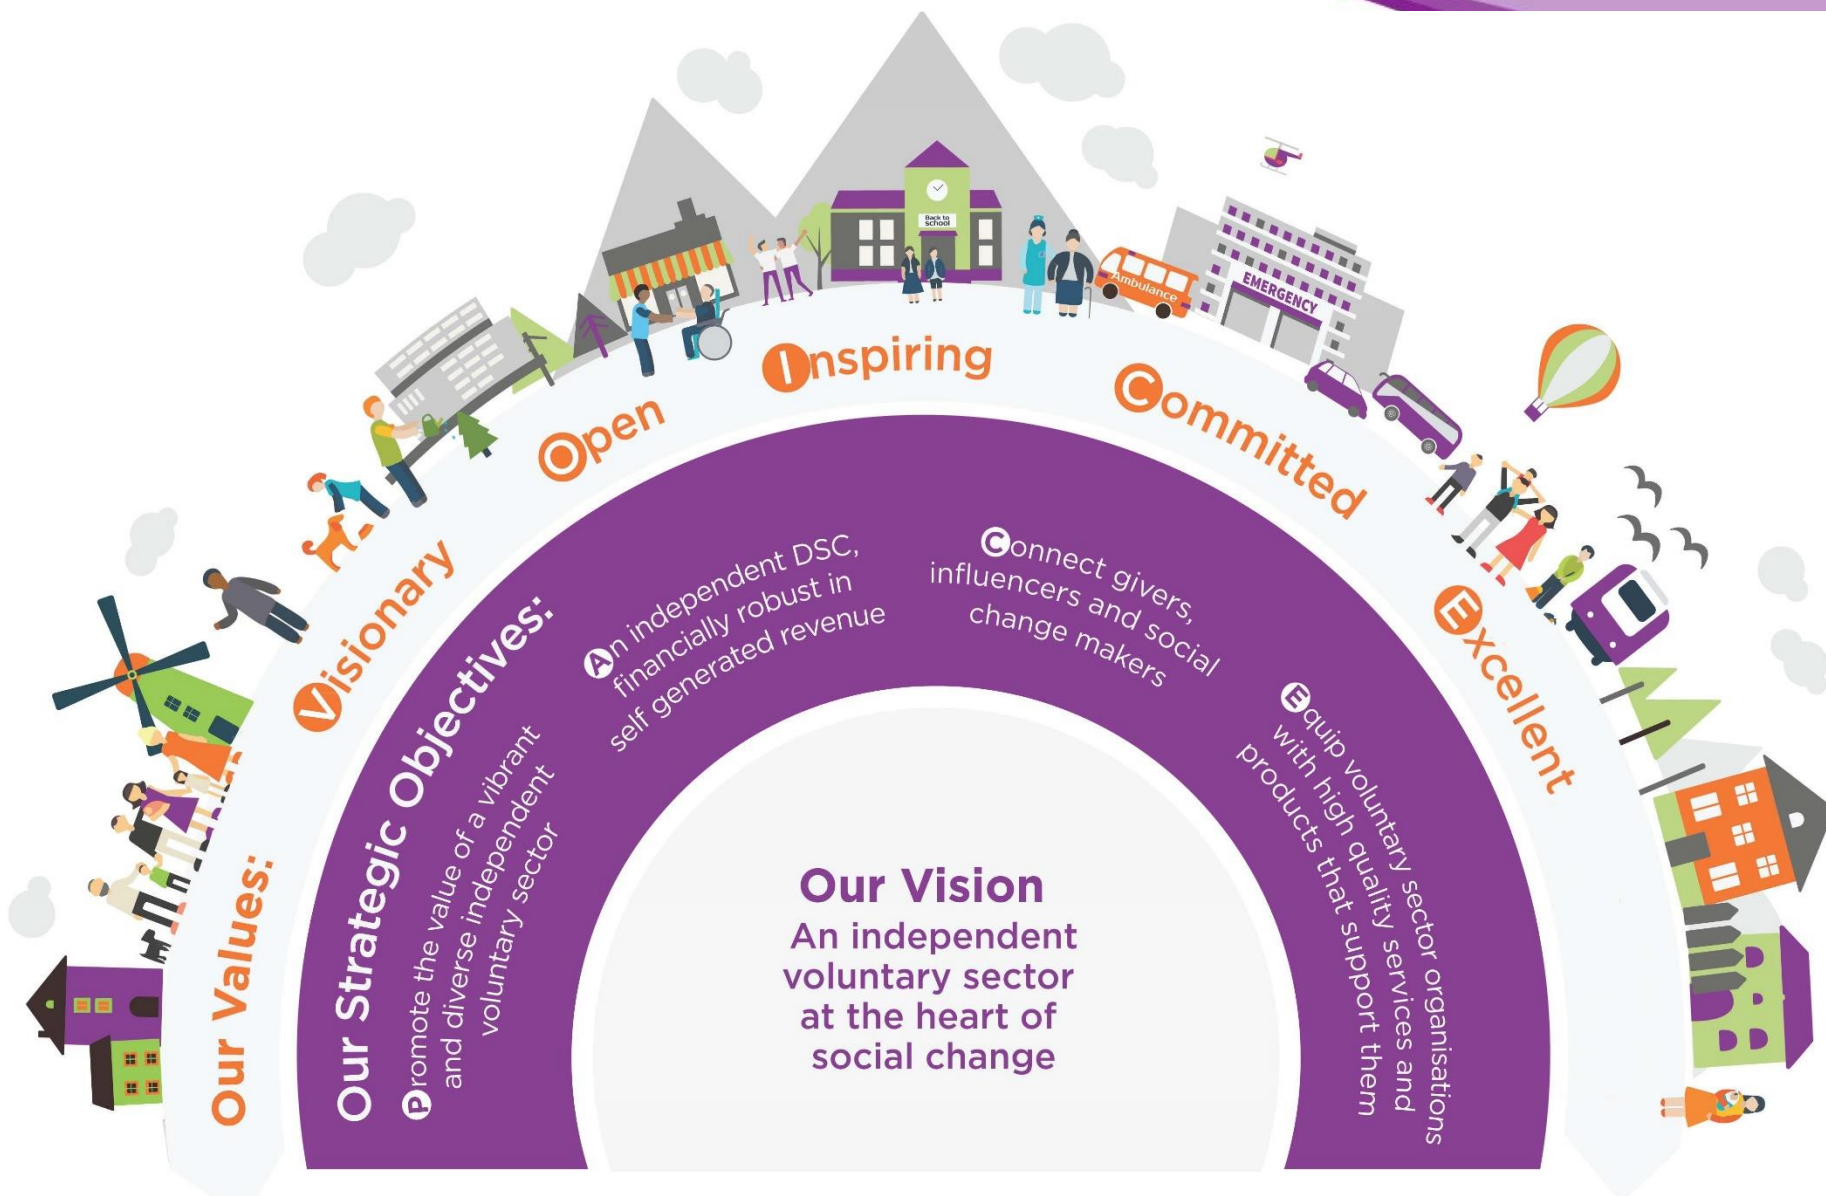 Back to
school
Ambulance
EMERGENCY
Our Values:
Visionary
Open
Inspiring
Committed
Excellent
Our Strategic Objectives:
Promote the value of a vibrant
and diverse independent
voluntary sector
An independent DSC,
financially robust in
self generated revenue
Connect givers,
influencers and social
change makers
Equip voluntary sector organisations
with high quality services and
products that support them
Our Vision
An independent
voluntary sector
at the heart of
social change